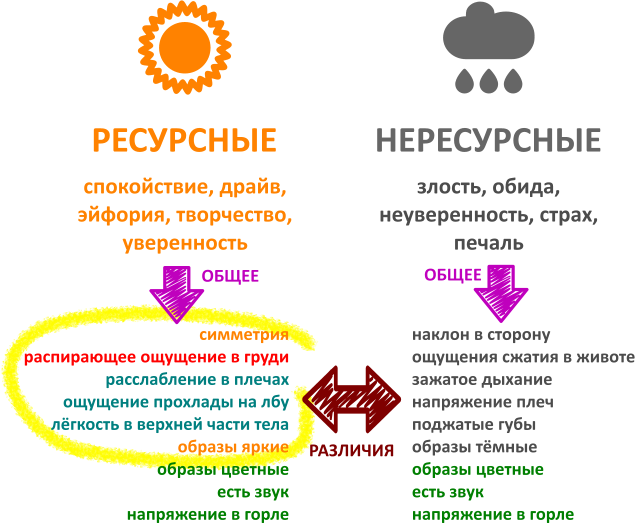 РЕСУРСНЫЕ
спокойствие, драйв,
эйфория, творчество,
уверенность
ОБЩЕЕ
симметрия
распирающее ощущение в груди
расслабление в плечах
ощущение прохлады на лбу
лёгкость в верхней части тела
образы яркие
образы цветные
есть звук
напряжение в горле
РАЗЛИЧИЯ
НЕРЕСУРСНЫЕ
злость, обида,
неуверенность, страх,
печаль
ОБЩЕЕ
наклон в сторону
ощущения сжатия в животе
зажатое дыхание
напряжение плеч
поджатые губы
образы тёмные
образы цветные
есть звук
напряжение в горле